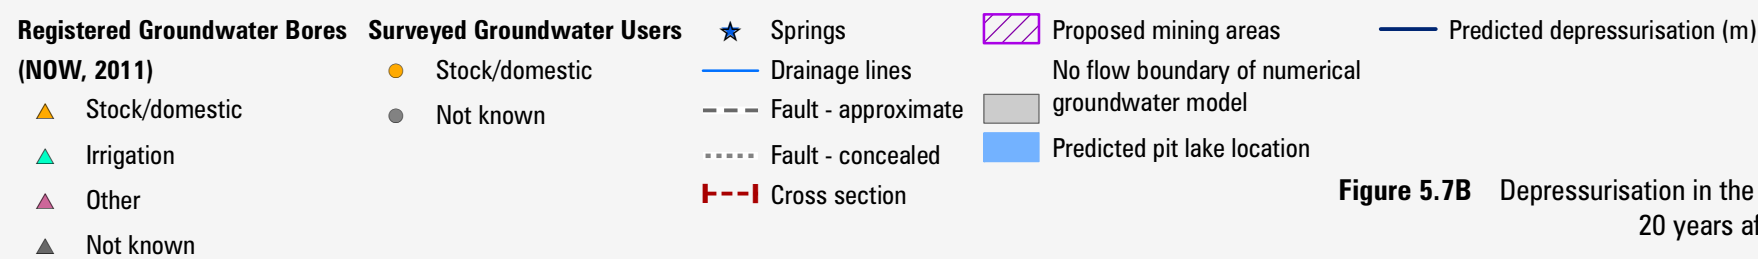 Registered Groundwater Bores
(NOW, 2011)
Stock/domestic
Irrigation
Other
Not known
Surveyed Groundwater Users
Stock/domestic
Not known
Springs
Drainage lines
Fault - approximate
Fault - concealed
Cross section
Proposed mining areas
No flow boundary of numerical
groundwater model
Predicted pit lake location
Predicted depressurisation (m)
Figure 5.7B Depressurisation in the
20 years af